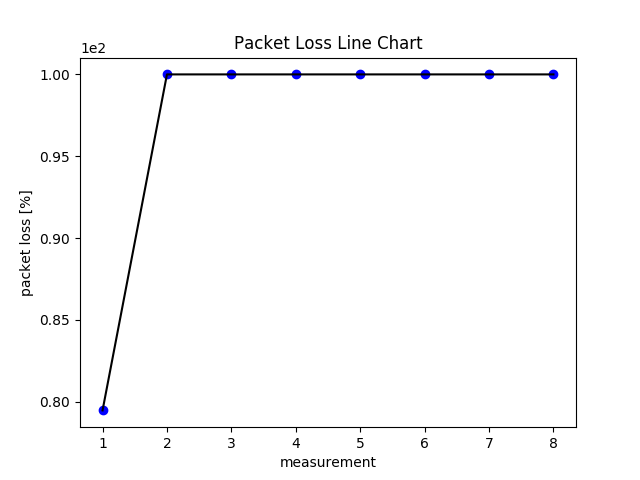 Packet Loss Line Chart
1e2
1.00
0.95
0.90
0.85
0.80
packet loss [%]
1 2 3 4 5 6 7 8
measurement